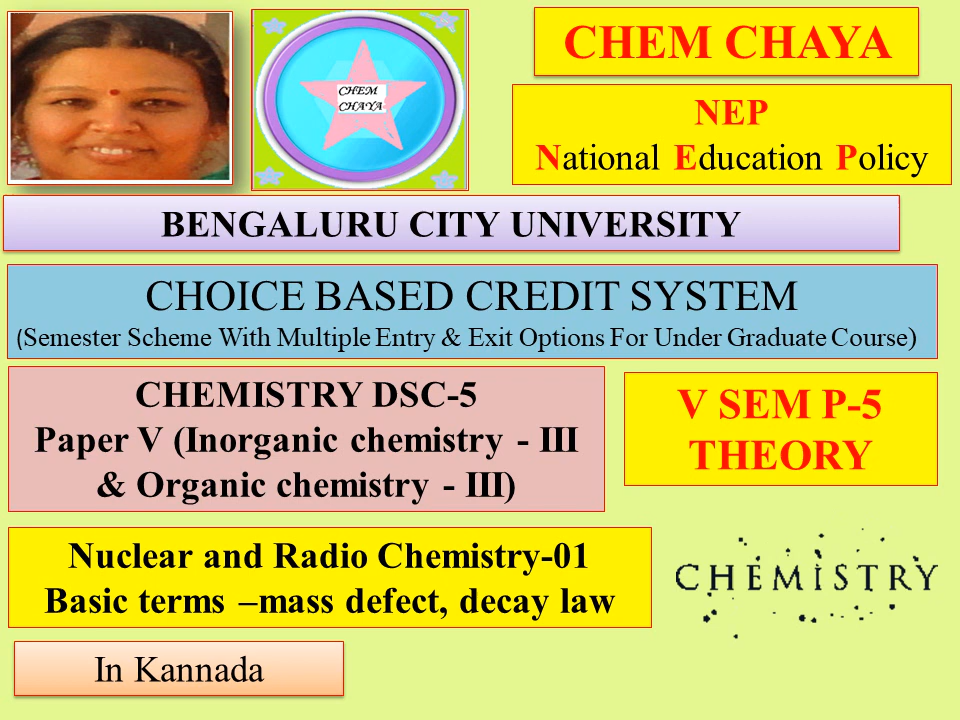 CHEM
CHAYA
CHEM CHAYA
NEP
National Education Policy
BENGALURU CITY UNIVERSITY
CHOICE BASED CREDIT SYSTEM
(Semester Scheme With Multiple Entry & Exit Options For Under Graduate Course)
CHEMISTRY DSC-5
Paper V (Inorganic chemistry - III
& Organic chemistry - III)
V SEM P-5
THEORY
Nuclear and Radio Chemistry-01
Basic terms –mass defect, decay law
CHEMISTRY
In Kannada